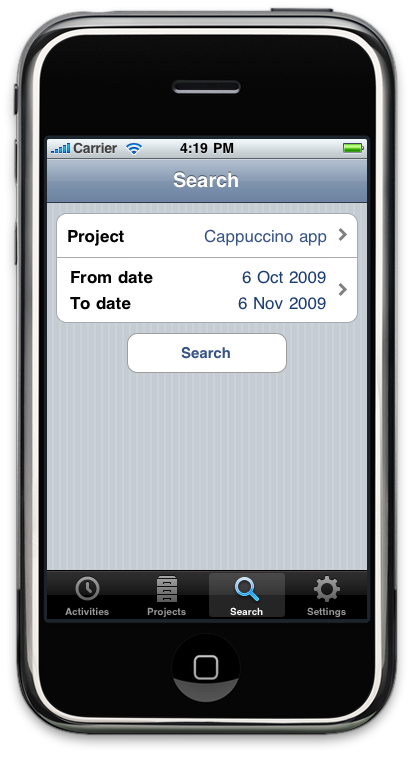 Carrier 4:19 PM
Search
Project Cappuccino app
From date 6 Oct 2009
To date 6 Nov 2009
Search
Activities Projects Search Settings